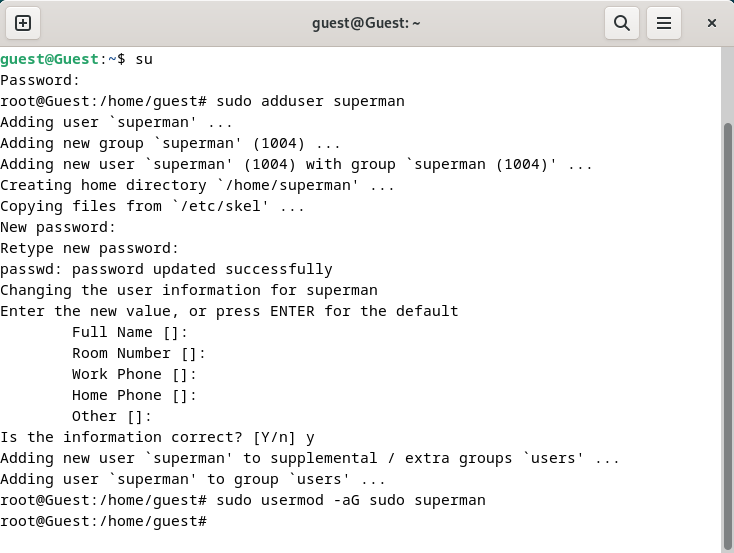 guest@Guest: ~
guest@Guest:~$ su
Password:
root@Guest:/home/guest# sudo adduser superman
Adding user `superman' ...
Adding new group `superman' (1004) ...
Adding new user `superman' (1004) with group `superman (1004)' ...
Creating home directory `/home/superman' ...
Copying files from `/etc/skel' ...
New password:
Retype new password:
passwd: password updated successfully
Changing the user information for superman
Enter the new value, or press ENTER for the default
        Full Name []:
        Room Number []:
        Work Phone []:
        Home Phone []:
        Other []:
Is the information correct? [Y/n] y
Adding new user `superman' to supplemental / extra groups `users' ...
Adding user `superman' to group `users' ...
root@Guest:/home/guest# sudo usermod -aG sudo superman
root@Guest:/home/guest#